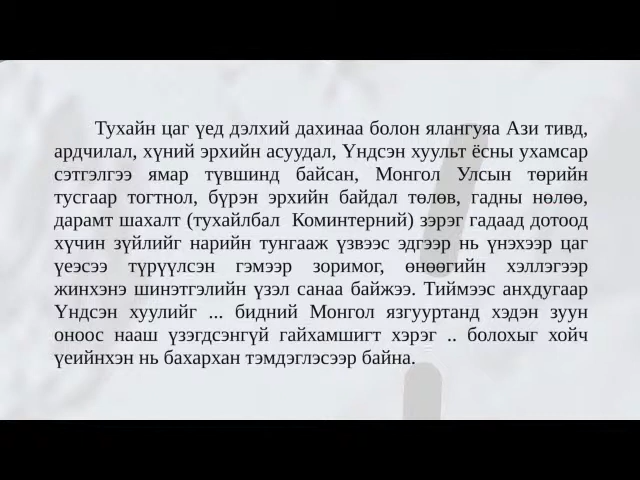 Тухайн цаг үед дэлхий дахинаа болон ялангуяа Ази тивд,
ардчилал, хүний эрхийн асуудал, Үндсэн хуульт ёсны ухамсар
сэтгэлгээ ямар түвшинд байсан, Монгол Улсын төрийн
тусгаар тогтнол, бүрэн эрхийн байдал төлөв, гадны нөлөө,
дарамт шахалт (тухайлбал Коминтерний) зэрэг гадаад дотоод
хүчин зүйлийг нарийн тунгааж үзвээс эдгээр нь үнэхээр цаг
үеэсээ түрүүлсэн гэмээр зоримог, өнөөгийн хэллэгээр
жинхэнэ шинэтгэлийн үзэл санаа байжээ. Тиймээс анхдугаар
Үндсэн хуулийг ... бидний Монгол язгууртанд хэдэн зуун
оноос нааш үзэгдсэнгүй гайхамшигт хэрэг .. болохыг хойч
үеийнхэн нь бахархан тэмдэглэсээр байна.